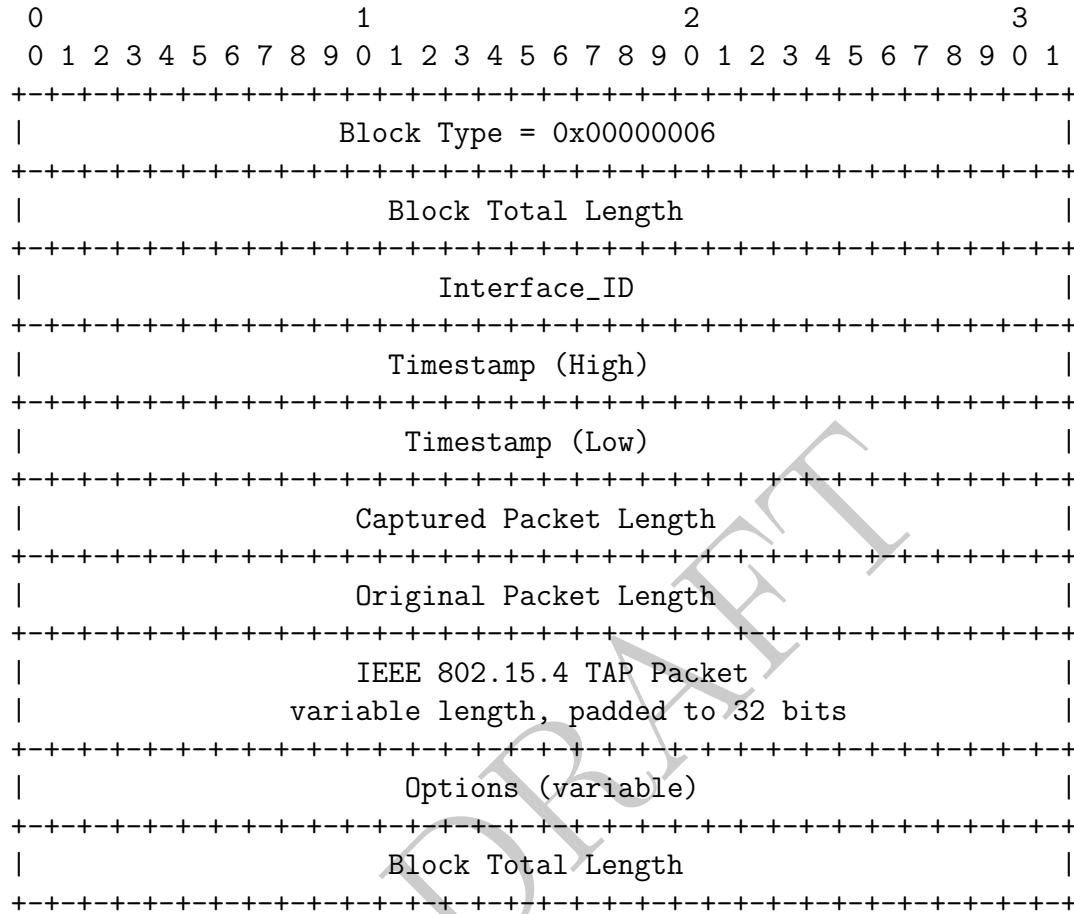 0                   1                   2                   3
 0 1 2 3 4 5 6 7 8 9 0 1 2 3 4 5 6 7 8 9 0 1 2 3 4 5 6 7 8 9 0 1
+-+-+-+-+-+-+-+-+-+-+-+-+-+-+-+-+-+-+-+-+-+-+-+-+-+-+-+-+-+-+-+-+
|                   Block Type = 0x00000006                     |
+-+-+-+-+-+-+-+-+-+-+-+-+-+-+-+-+-+-+-+-+-+-+-+-+-+-+-+-+-+-+-+-+
|                      Block Total Length                       |
+-+-+-+-+-+-+-+-+-+-+-+-+-+-+-+-+-+-+-+-+-+-+-+-+-+-+-+-+-+-+-+-+
|                         Interface_ID                          |
+-+-+-+-+-+-+-+-+-+-+-+-+-+-+-+-+-+-+-+-+-+-+-+-+-+-+-+-+-+-+-+-+
|                      Timestamp (High)                         |
+-+-+-+-+-+-+-+-+-+-+-+-+-+-+-+-+-+-+-+-+-+-+-+-+-+-+-+-+-+-+-+-+
|                       Timestamp (Low)                         |
+-+-+-+-+-+-+-+-+-+-+-+-+-+-+-+-+-+-+-+-+-+-+-+-+-+-+-+-+-+-+-+-+
|                    Captured Packet Length                     |
+-+-+-+-+-+-+-+-+-+-+-+-+-+-+-+-+-+-+-+-+-+-+-+-+-+-+-+-+-+-+-+-+
|                    Original Packet Length                     |
+-+-+-+-+-+-+-+-+-+-+-+-+-+-+-+-+-+-+-+-+-+-+-+-+-+-+-+-+-+-+-+-+
|                    IEEE 802.15.4 TAP Packet                   |
|                variable length, padded to 32 bits             |
+-+-+-+-+-+-+-+-+-+-+-+-+-+-+-+-+-+-+-+-+-+-+-+-+-+-+-+-+-+-+-+-+
|                       Options (variable)                      |
+-+-+-+-+-+-+-+-+-+-+-+-+-+-+-+-+-+-+-+-+-+-+-+-+-+-+-+-+-+-+-+-+
|                      Block Total Length                       |
+-+-+-+-+-+-+-+-+-+-+-+-+-+-+-+-+-+-+-+-+-+-+-+-+-+-+-+-+-+-+-+-+
DRAFT